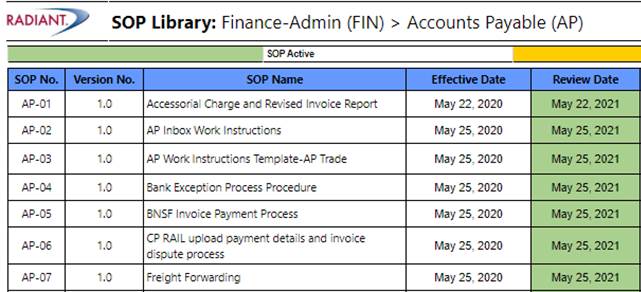 RADIANT
SOP Library: Finance-Admin (FIN) > Accounts Payable (AP)
SOP Active
SOP No. Version No. SOP Name Effective Date Review Date
AP-01 1.0 Accessorial Charge and Revised Invoice Report May 22, 2020 May 22, 2021
AP-02 1.0 AP Inbox Work Instructions May 25, 2020 May 25, 2021
AP-03 1.0 AP Work Instructions Template-AP Trade May 25, 2020 May 25, 2021
AP-04 1.0 Bank Exception Process Procedure May 25, 2020 May 25, 2021
AP-05 1.0 BNSF Invoice Payment Process May 25, 2020 May 25, 2021
AP-06 1.0 CP RAIL upload payment details and invoice
dispute process May 25, 2020 May 25, 2021
AP-07 1.0 Freight Forwarding May 25, 2020 May 25, 2021